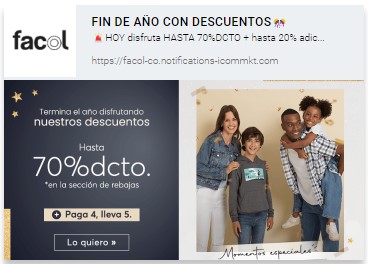 facol
FIN DE AÑO CON DESCUENTOS🎊
🚨HOY disfruta HASTA 70%DCTO + hasta 20% adic...
https://facol-co.notifications-icommkt.com
Termina el año disfrutando
nuestros descuentos
Hasta
70%dcto.
*en la sección de rebajas
+ Paga 4, lleva 5.
Lo quiero »
Momentos especiales